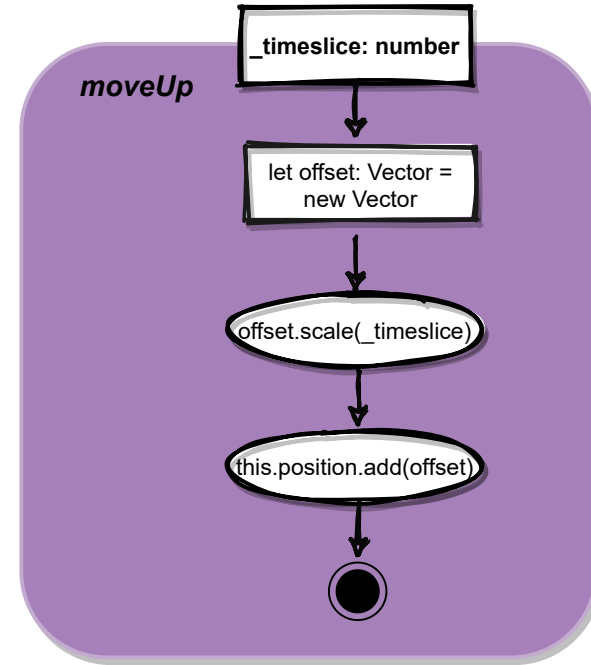 _timeslice: number
moveUp
let offset: Vector =
new Vector
offset.scale(_timeslice)
this.position.add(offset)